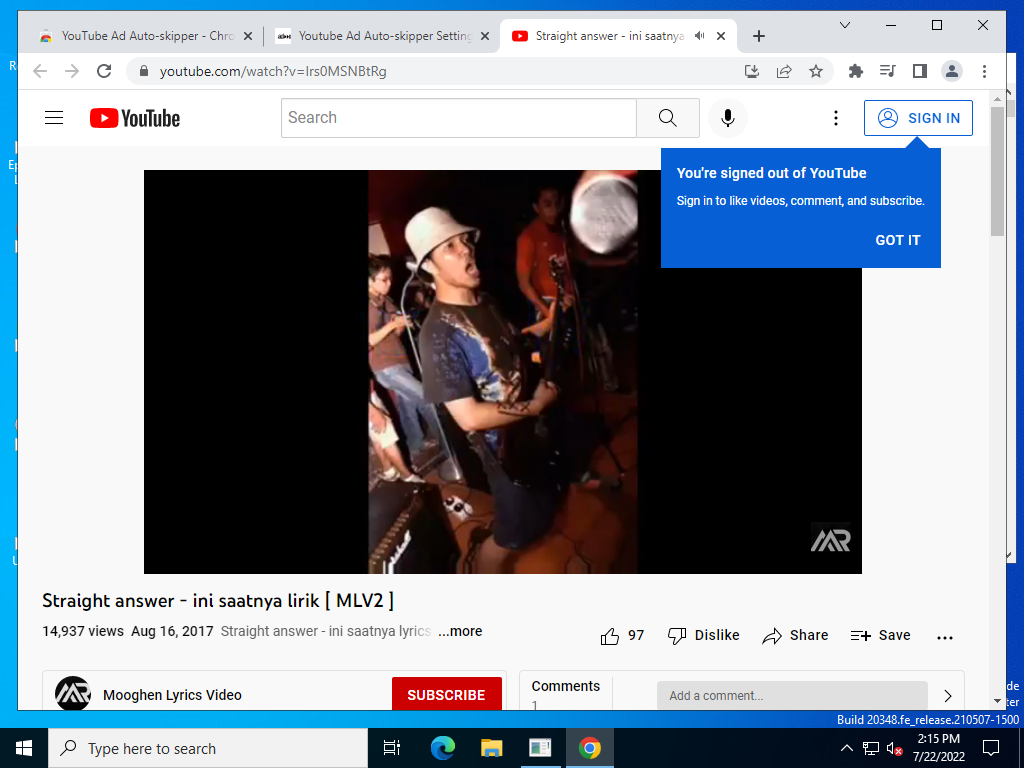 YouTube Ad Auto-skipper - Chro
Youtube Ad Auto-skipper Setting
Straight answer - ini saatnya
youtube.com/watch?v=Irs0MSNBtRg
YouTube
Search
SIGN IN
You're signed out of YouTube
Sign in to like videos, comment, and subscribe.
GOT IT
MR
Straight answer - ini saatnya lirik [ MLV2 ]
14,937 views Aug 16, 2017 Straight answer - ini saatnya lyrics ...more
97 Dislike Share Save
Mooghen Lyrics Video
SUBSCRIBE
Comments
1
Add a comment...
Build 20348.fe_release.210507-1500
Type here to search
2:15 PM
7/22/2022